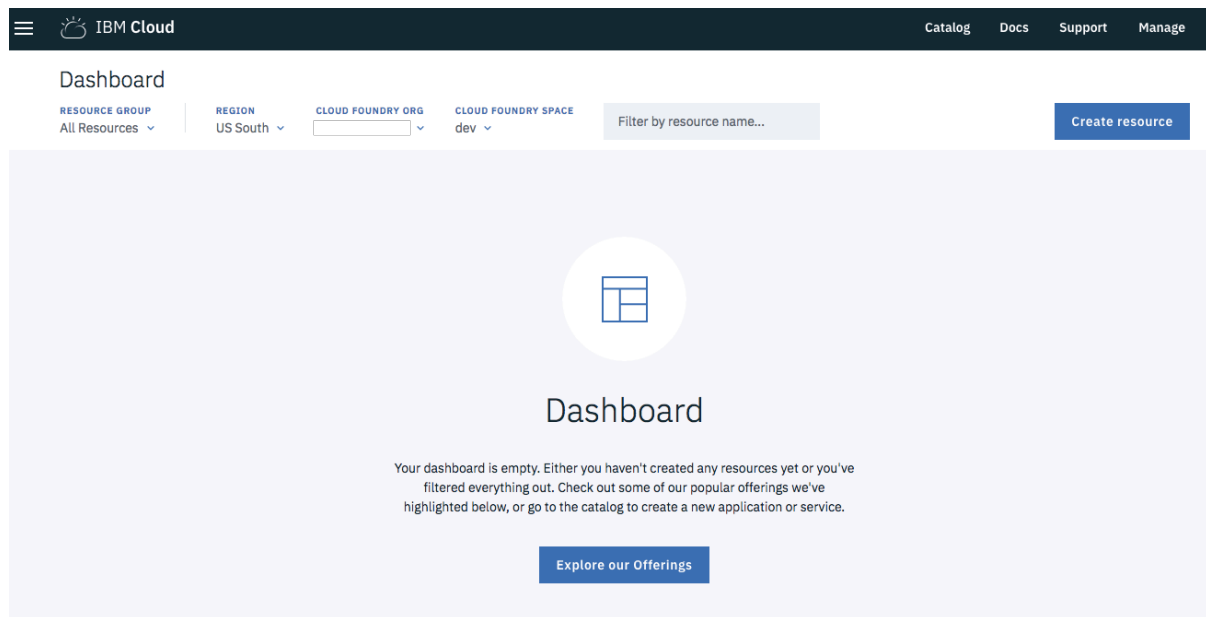 IBM Cloud
Catalog Docs Support Manage
Dashboard
RESOURCE GROUP REGION CLOUD FOUNDRY ORG CLOUD FOUNDRY SPACE
All Resources US South dev
Filter by resource name...
Create resource
Dashboard
Your dashboard is empty. Either you haven't created any resources yet or you've
filtered everything out. Check out some of our popular offerings we've
highlighted below, or go to the catalog to create a new application or service.
Explore our Offerings